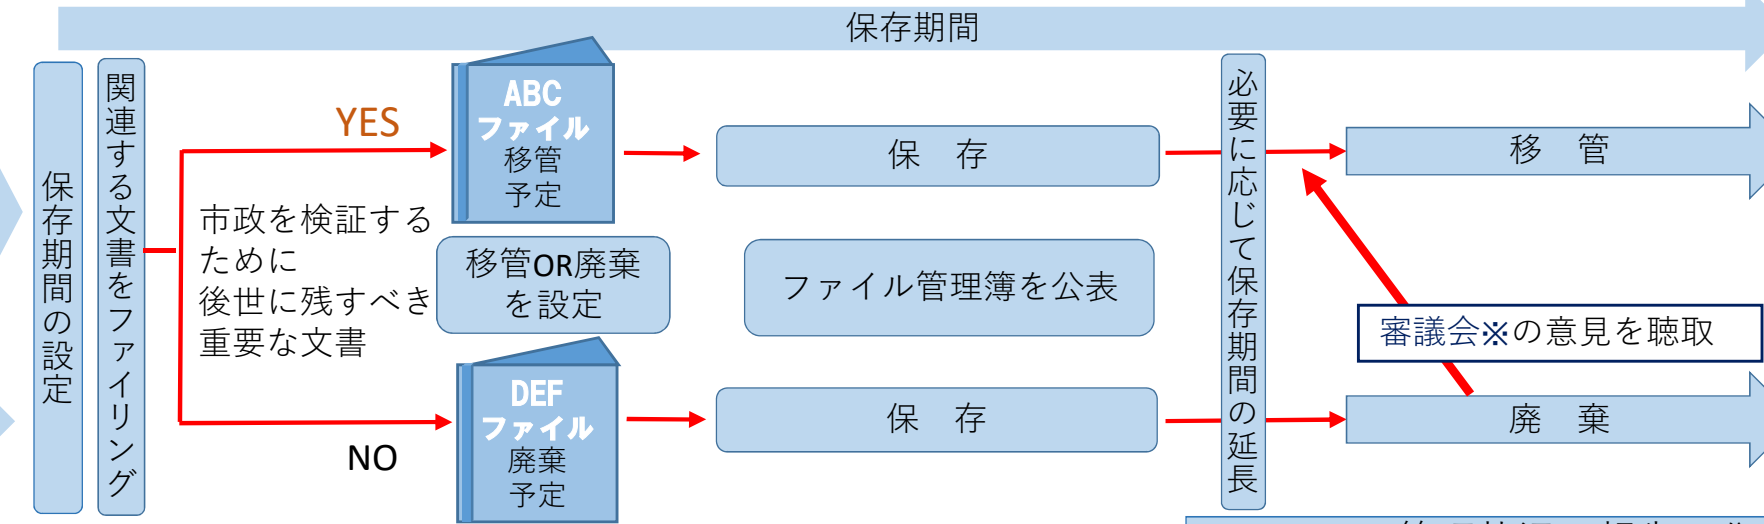 保存期間
保存期間の設定
関連する文書をファイリング
YES
市政を検証する
ために
後世に残すべき
重要な文書
NO
ABC
ファイル
移管
予定
移管OR廃棄
を設定
DEF
ファイル
廃棄
予定
保　存
ファイル管理簿を公表
保　存
必要に応じて保存期間の延長
移　管
審議会※の意見を聴取
廃　棄